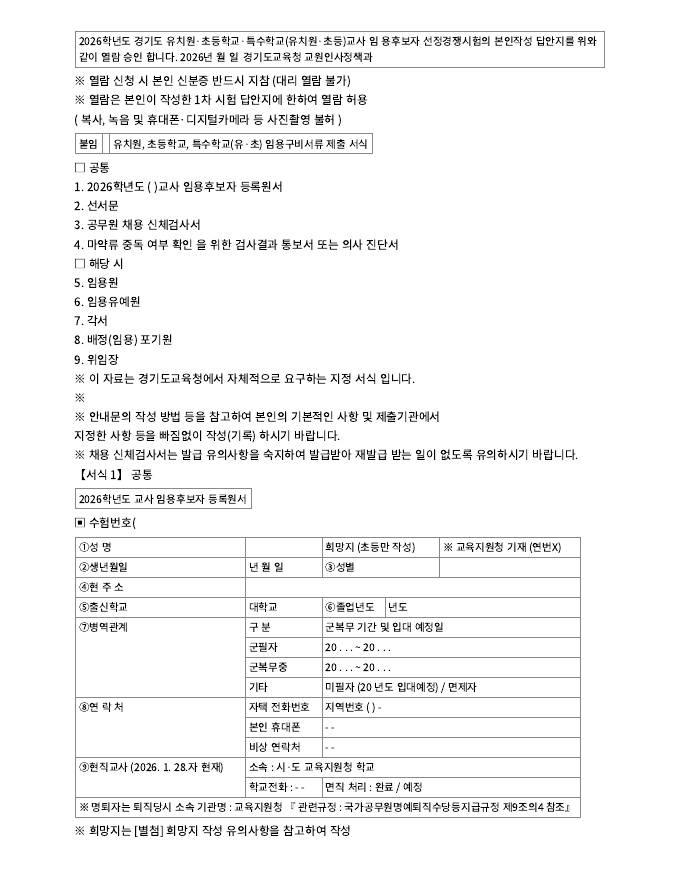 2026학년도 경기도 유치원·초등학교·특수학교(유치원·초등)교사 임 용후보자 선정경쟁시험의 본인작성 답안지를 위와
같이 열람 승인 합니다. 2026년 월 일 경기도교육청 교원인사정책과
※ 열람 신청 시 본인 신분증 반드시 지참 (대리 열람 불가)
※ 열람은 본인이 작성한 1차 시험 답안지에 한하여 열람 허용
( 복사, 녹음 및 휴대폰·디지털카메라 등 사진촬영 불허 )
붙임 유치원, 초등학교, 특수학교(유·초) 임용구비서류 제출 서식
□ 공통
1. 2026학년도 ( )교사 임용후보자 등록원서
2. 선서문
3. 공무원 채용 신체검사서
4. 마약류 중독 여부 확인 을 위한 검사결과 통보서 또는 의사 진단서
□ 해당 시
5. 임용원
6. 임용유예원
7. 각서
8. 배정(임용) 포기원
9. 위임장
※ 이 자료는 경기도교육청에서 자체적으로 요구하는 지정 서식 입니다.
※
※ 안내문의 작성 방법 등을 참고하여 본인의 기본적인 사항 및 제출기관에서
지정한 사항 등을 빠짐없이 작성(기록) 하시기 바랍니다.
※ 채용 신체검사서는 발급 유의사항을 숙지하여 발급받아 재발급 받는 일이 없도록 유의하시기 바랍니다.
【서식 1】 공통
2026학년도 교사 임용후보자 등록원서
▣ 수험번호(
①성 명 희망지 (초등만 작성) ※ 교육지원청 기재 (연번X)
②생년월일 년 월 일 ③성별
④현 주 소
⑤출신학교 대학교 ⑥졸업년도 년도
⑦병역관계 구 분 군복무 기간 및 입대 예정일
군필자 20 . . . ~ 20 . . .
군복무중 20 . . . ~ 20 . . .
기타 미필자 (20 년도 입대예정) / 면제자
⑧연 락 처 자택 전화번호 지역번호 ( ) -
본인 휴대폰 - -
비상 연락처 - -
⑨현직교사 (2026. 1. 28.자 현재) 소속 : 시·도 교육지원청 학교
학교전화 : - - 면직 처리 : 완료 / 예정
※ 명퇴자는 퇴직당시 소속 기관명 : 교육지원청 『 관련규정 : 국가공무원명예퇴직수당등지급규정 제9조의4 참조』
※ 희망지는 [별첨] 희망지 작성 유의사항을 참고하여 작성